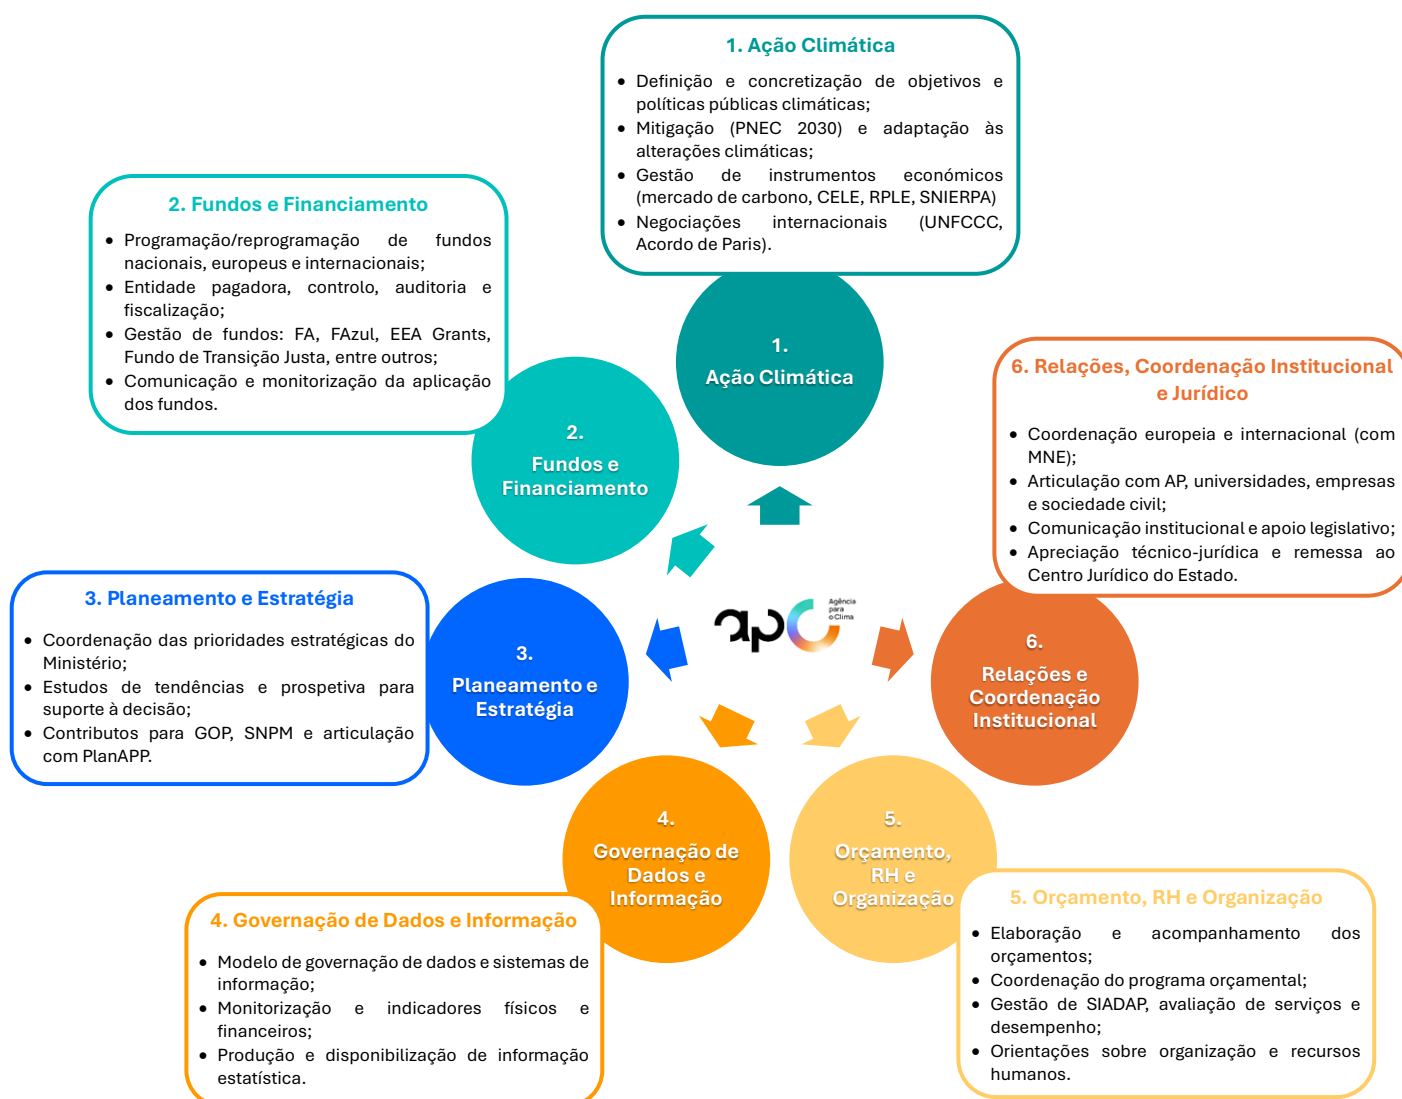 1. Ação Climática
• Definição e concretização de objetivos e
políticas públicas climáticas;
• Mitigação (PNEC 2030) e adaptação às
alterações climáticas;
• Gestão de instrumentos económicos
(mercado de carbono, CELE, RPLE, SNIERPA)
• Negociações internacionais (UNFCCC,
Acordo de Paris).
2. Fundos e Financiamento
• Programação/reprogramação de fundos
nacionais, europeus e internacionais;
• Entidade pagadora, controlo, auditoria e
fiscalização;
• Gestão de fundos: FA, FAzul, EEA Grants,
Fundo de Transição Justa, entre outros;
• Comunicação e monitorização da aplicação
dos fundos.
1.
Ação Climática
6. Relações, Coordenação Institucional
e Jurídico
• Coordenação europeia e internacional (com
MNE);
• Articulação com AP, universidades, empresas
e sociedade civil;
• Comunicação institucional e apoio legislativo;
• Apreciação técnico-jurídica e remessa ao
Centro Jurídico do Estado.
2.
Fundos e
Financiamento
3. Planeamento e Estratégia
• Coordenação das prioridades estratégicas do
Ministério;
• Estudos de tendências e prospetiva para
suporte à decisão;
• Contributos para GOP, SNPM e articulação
com PlanAPP.
3.
Planeamento e
Estratégia
apC
Agência
para
o Clima
6.
Relações e
Coordenação
Institucional
4.
Governação de
Dados e
Informação
5.
Orçamento,
RH e
Organização
4. Governação de Dados e Informação
• Modelo de governação de dados e sistemas de
informação;
• Monitorização e indicadores físicos e
financeiros;
• Produção e disponibilização de informação
estatística.
5. Orçamento, RH e Organização
• Elaboração e acompanhamento dos
orçamentos;
• Coordenação do programa orçamental;
• Gestão de SIADAP, avaliação de serviços e
desempenho;
• Orientações sobre organização e recursos
humanos.